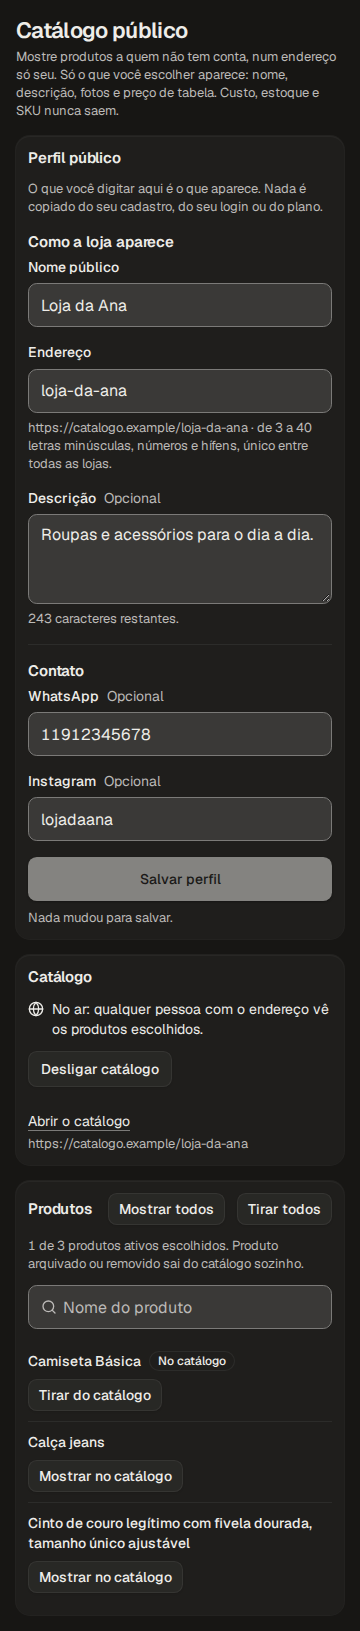 Catálogo público
Mostre produtos a quem não tem conta, num endereço
só seu. Só o que você escolher aparece: nome,
descrição, fotos e preço de tabela. Custo, estoque e
SKU nunca saem.
Perfil público
O que você digitar aqui é o que aparece. Nada é
copiado do seu cadastro, do seu login ou do plano.
Como a loja aparece
Nome público
Loja da Ana
Endereço
loja-da-ana
https://catalogo.example/loja-da-ana · de 3 a 40
letras minúsculas, números e hífens, único entre
todas as lojas.
Descrição Opcional
Roupas e acessórios para o dia a dia.
243 caracteres restantes.
Contato
WhatsApp Opcional
11912345678
Instagram Opcional
lojadaana
Salvar perfil
Nada mudou para salvar.
Catálogo
No ar: qualquer pessoa com o endereço vê
os produtos escolhidos.
Desligar catálogo
Abrir o catálogo
https://catalogo.example/loja-da-ana
Produtos Mostrar todos Tirar todos
1 de 3 produtos ativos escolhidos. Produto
arquivado ou removido sai do catálogo sozinho.
Nome do produto
Camiseta Básica No catálogo
Tirar do catálogo
Calça jeans
Mostrar no catálogo
Cinto de couro legítimo com fivela dourada,
tamanho único ajustável
Mostrar no catálogo